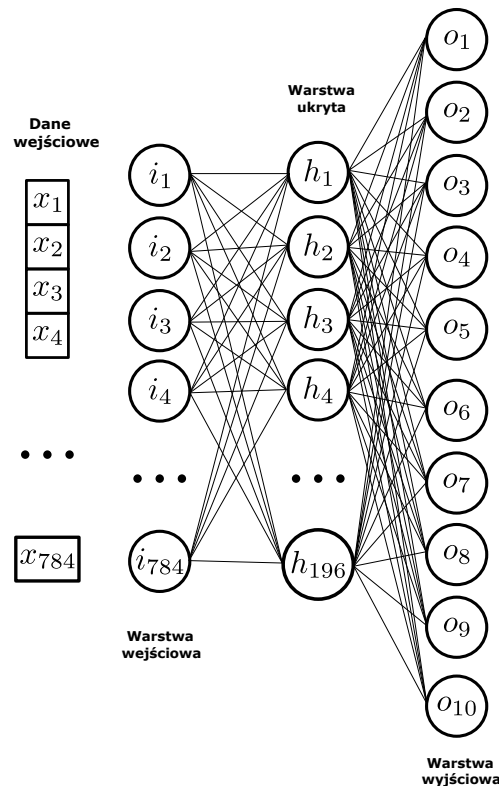 Dane
wejściowe
x1
x2
x3
x4
...
x784
i1
i2
i3
i4
...
i784
Warstwa
wejściowa
Warstwa
ukryta
h1
h2
h3
h4
...
h196
o1
o2
o3
o4
o5
o6
o7
o8
o9
o10
Warstwa
wyjściowa